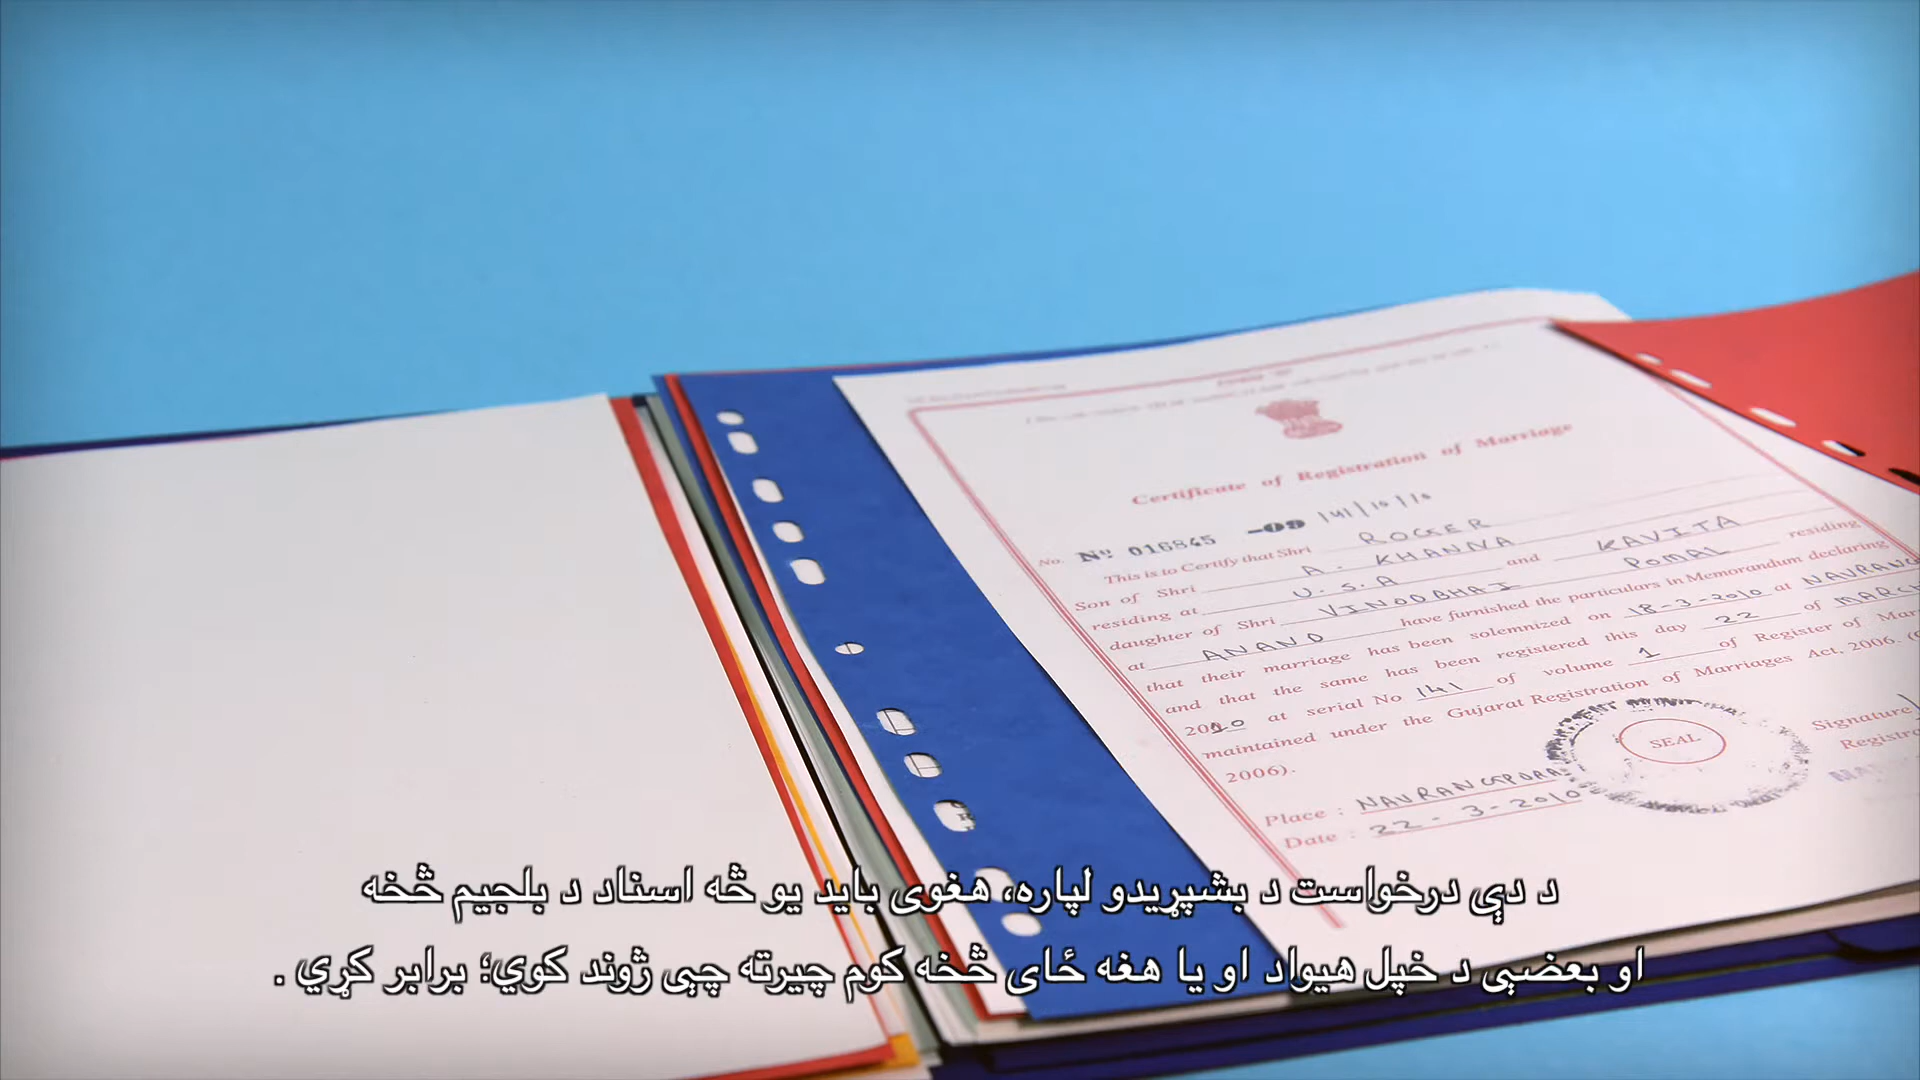 Certificate of Registration of Marriage
No. Nº 016845 -09 141/10/10
This is to Certify that Shri ROGER
Son of Shri A. KHANNA and KAVITA
residing at U.S.A POMAL residing
daughter of Shri VINODBHAI have furnished the particulars in Memorandum declaring
at ANAND
that their marriage has been solemnized on 18-3-2010 at
and that the same has been registered this day 22 of MARCH
2010 at serial No 141 of volume 1 of Register of
maintained under the Gujarat Registration of Marriages Act, 2006.
2006).
SEAL
Signature
Place : NAVRANGPURA
Date : 22-3-2010
د دې درخواست د بشپړیدو لپاره، هغوی باید یو څه اسناد د بلجیم څخه
او بعضې د خپل هیواد او یا هغه ځای څخه کوم چیرته چې ژوند کوي؛ برابر کړي .